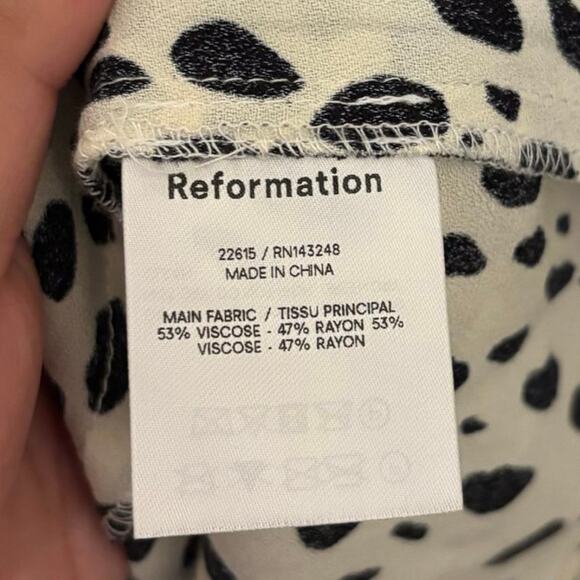 Reformation
22615 / RN143248
MADE IN CHINA
MAIN FABRIC / TISSU PRINCIPAL
53% VISCOSE - 47% RAYON 53%
VISCOSE - 47% RAYON